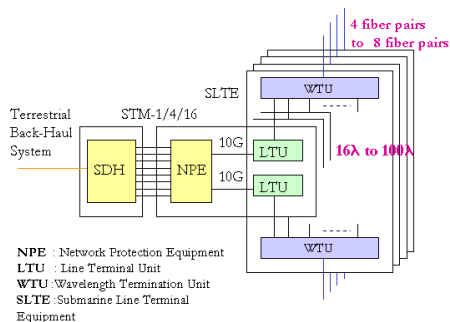 4 fiber pairs
to 8 fiber pairs
SLTE
WTU
Terrestrial
Back-Haul
System
STM-1/4/16
10G
LTU
16λ to 100λ
SDH
NPE
10G
LTU
WTU
NPE : Network Protection Equipment
LTU : Line Terminal Unit
WTU :Wavelength Termination Unit
SLTE :Submarine Line Terminal
Equipment